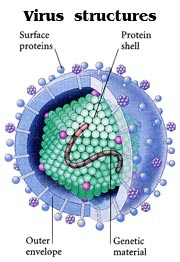 Virus structures
Surface
proteins
Protein
shell
Outer
envelope
Genetic
material